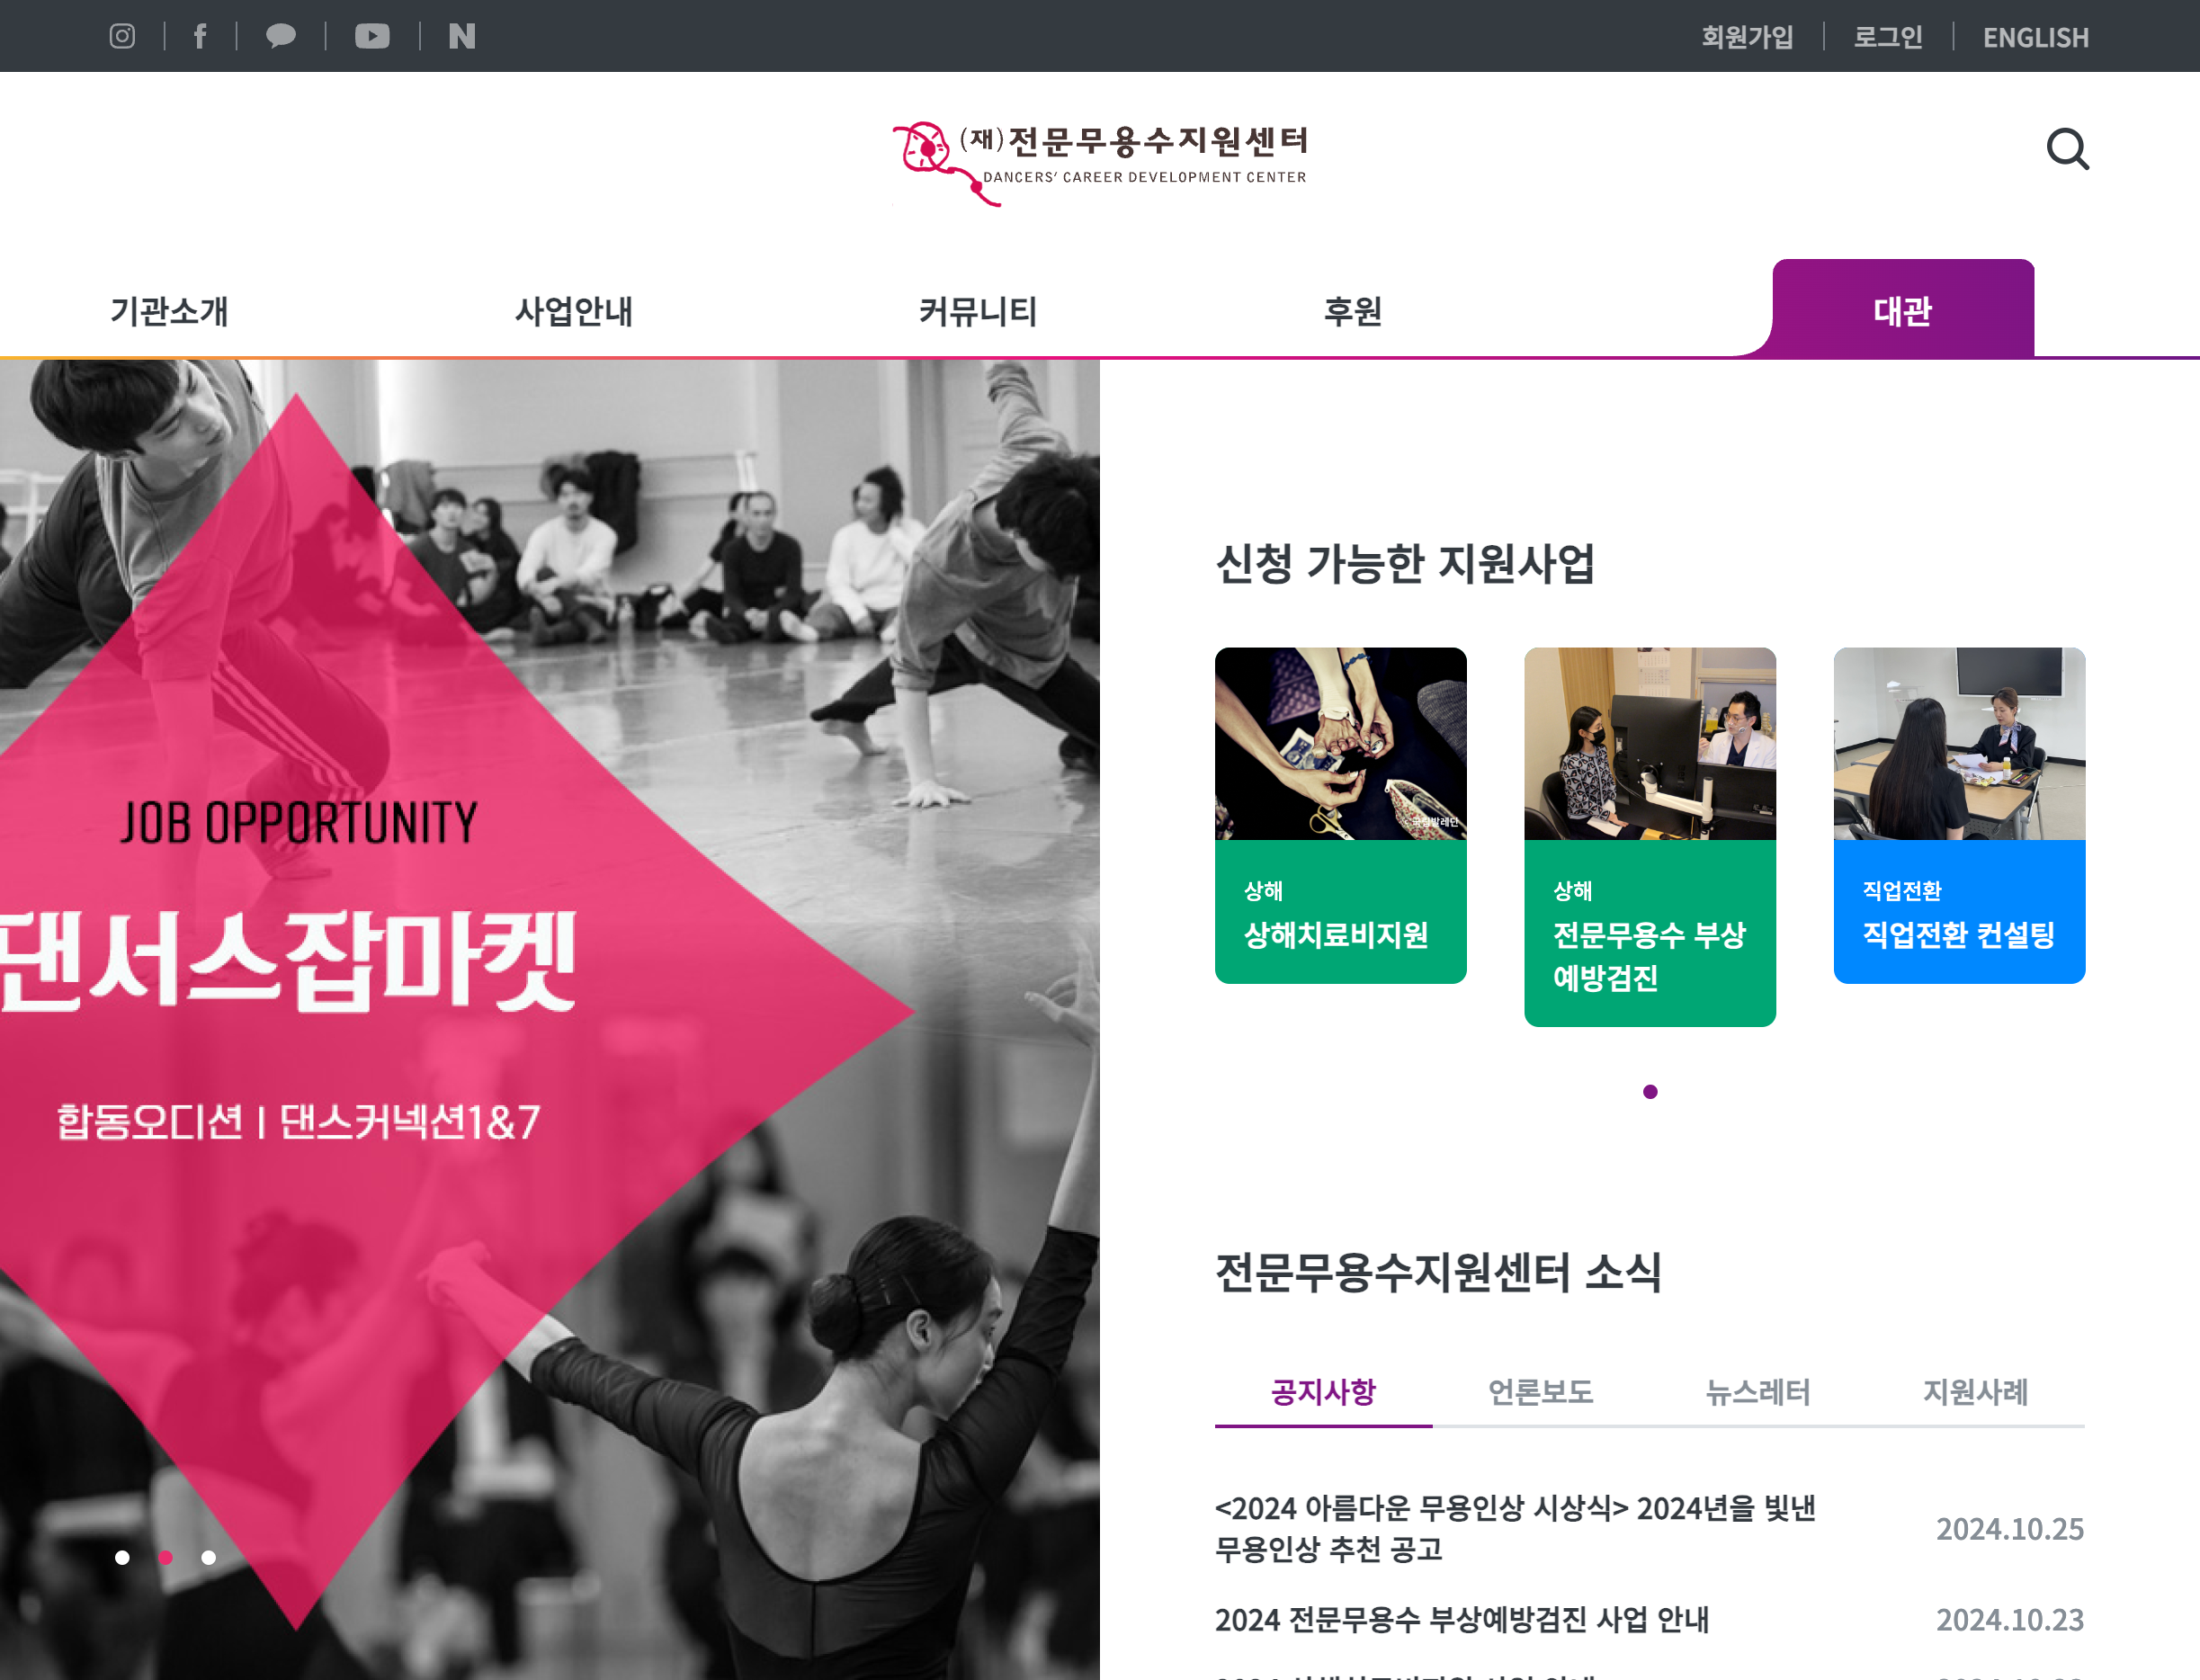 회원가입
로그인
ENGLISH
(재)전문무용수지원센터
DANCERS' CAREER DEVELOPMENT CENTER
기관소개
사업안내
커뮤니티
후원
대관
JOB OPPORTUNITY
댄서스잡마켓
합동오디션 | 댄스커넥션1&7
신청 가능한 지원사업
상해
상해치료비지원
상해
전문무용수 부상
예방검진
직업전환
직업전환 컨설팅
전문무용수지원센터 소식
공지사항
언론보도
뉴스레터
지원사례
<2024 아름다운 무용인상 시상식> 2024년을 빛낸
무용인상 추천 공고
2024.10.25
2024 전문무용수 부상예방검진 사업 안내
2024.10.23